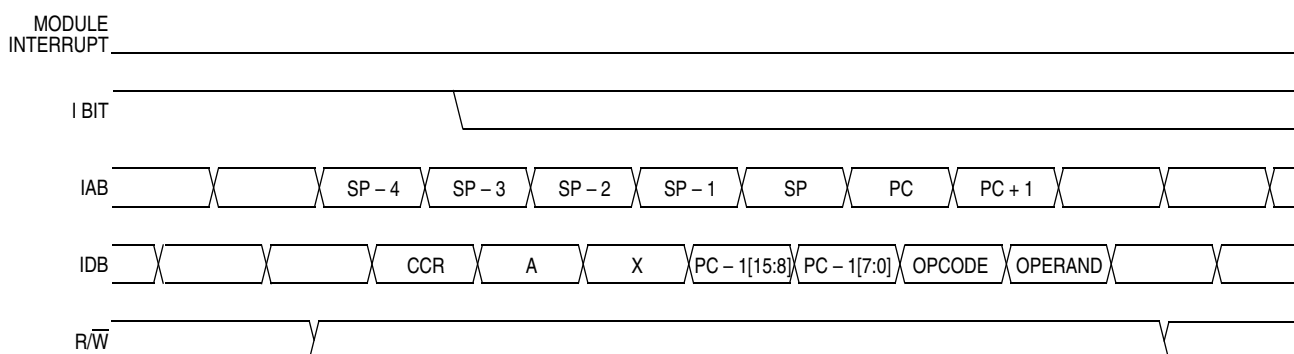 MODULE
INTERRUPT
I BIT
IAB SP – 4 SP – 3 SP – 2 SP – 1 SP PC PC + 1
IDB CCR A X PC – 1[15:8] PC – 1[7:0] OPCODE OPERAND
R/W̅